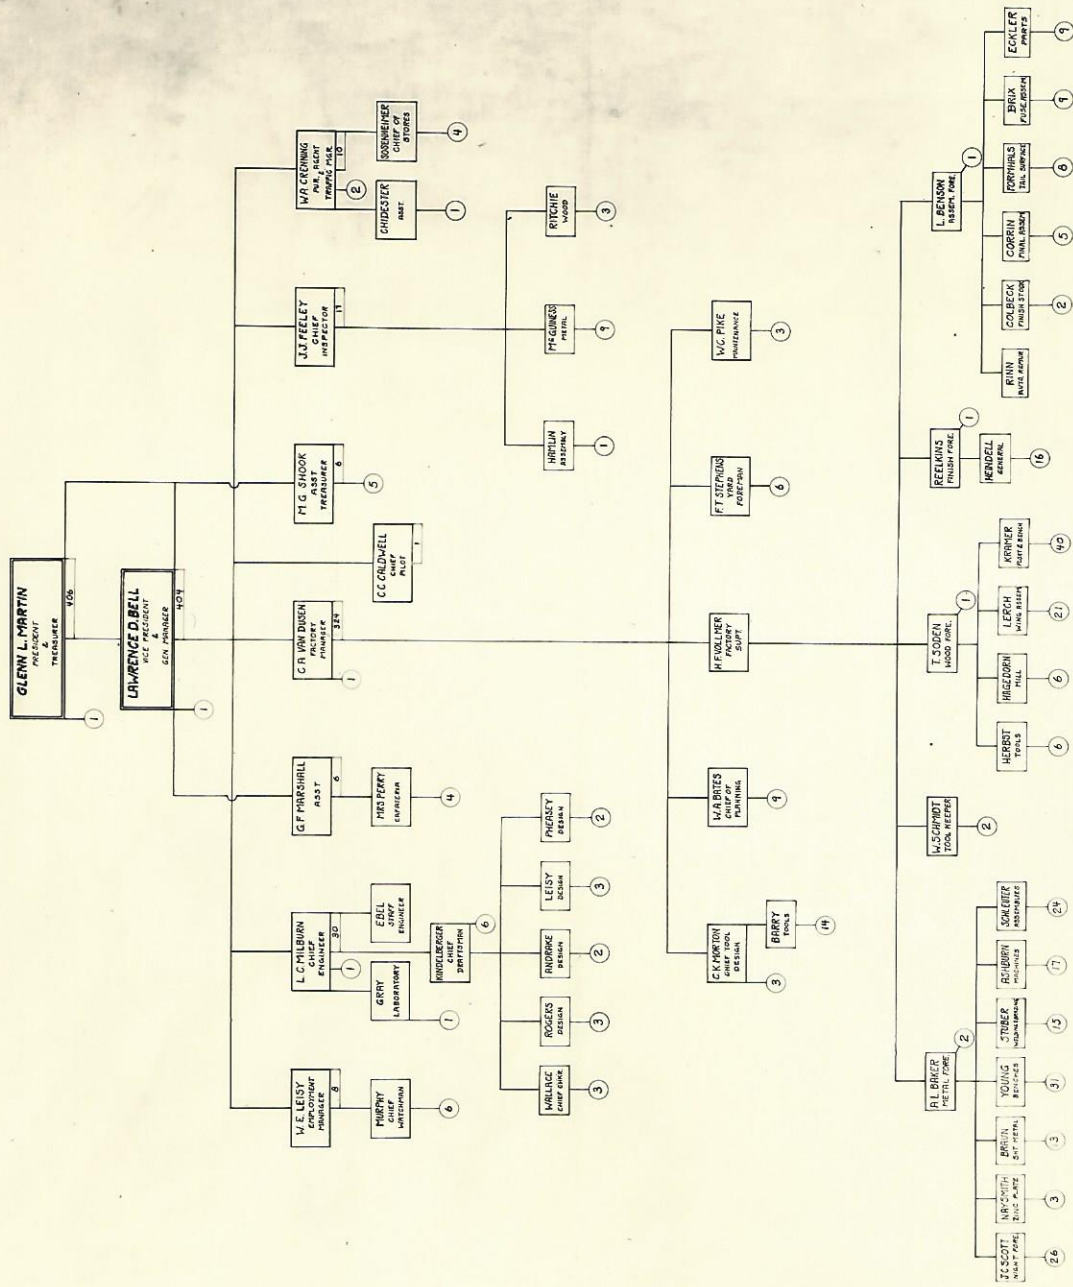 GLENN L. MARTIN
PRESIDENT
&
TREASURER
406
1
LAWRENCE D. BELL
VICE PRESIDENT
&
GEN MANAGER
404
1
W.E. LEISY
EMPLOYMENT
MANAGER
8
MURPHY
CHIEF
WATCHMAN
6
L.C. MILBURN
CHIEF
ENGINEER
30
1
GRAY
LABORATORY
1
EBEL
STAFF
ENGINEER
KINDELBERGER
CHIEF
DRAFTSMAN
6
WALLACE
CHIEF CHKR.
3
ROGERS
DESIGN
3
ANDRAKE
DESIGN
2
LEISY
DESIGN
3
PHEASEY
DESIGN
2
G.F MARSHALL
ASST
6
MRS PERRY
CAFATERIA
4
C.A. VAN DUSEN
FACTORY
MANAGER
324
1
C.C. CALDWELL
CHIEF
PILOT
1
M.G. SHOOK
ASST
TREASURER
6
5
J.J. FEELEY
CHIEF
INSPECTOR
17
HAMLIN
ASSEMBLY
1
McGUINESS
METAL
9
RITCHIE
WOOD
3
W.A. CRENNING
PUR. AGENT
&
TRAFFIC MGR.
10
2
CHIDESTER
ASST.
1
SOSENHEIMER
CHIEF OF
STORES
4
C.K. MORTON
CHIEF TOOL
DESIGN
3
BARRY
TOOLS
14
W.A. BATES
CHIEF OF
PLANNING
9
H.F. VOLLMER
FACTORY
SUPT.
F.T STEPHENS
YARD
FOREMAN
6
W.C. PIKE
MAINTENANCE
3
A.L. BAKER
METAL FORE.
2
J.C SCOTT
NIGHT FORE.
26
NAYSMITH
ZINC PLATE
3
BRAUN
SHT METAL
13
YOUNG
BENCHES
31
STUBER
15
ASHBURN
MACHINES
17
SCHLEUTER
ASSEMBLIES
24
W. SCHMIDT
TOOL KEEPER
2
T. SODEN
WOOD FORE.
1
HERBST
TOOLS
6
HAGEDORN
MILL
6
LERCH
WING ASSEM
21
KRAMER
FLOAT & BENCH
40
REELKINS
FINISH FORE.
1
HEINDELL
GENERAL
16
L. BENSON
ASSEM. FORE.
1
RINN
AUTO. REPAIR
COLBECK
FINISH STOCK
2
CORRIN
FINAL ASSEM
5
FORMHALS
TAIL SURFACE
8
BRIX
FUSE. ASSEM
9
ECKLER
PARTS
9